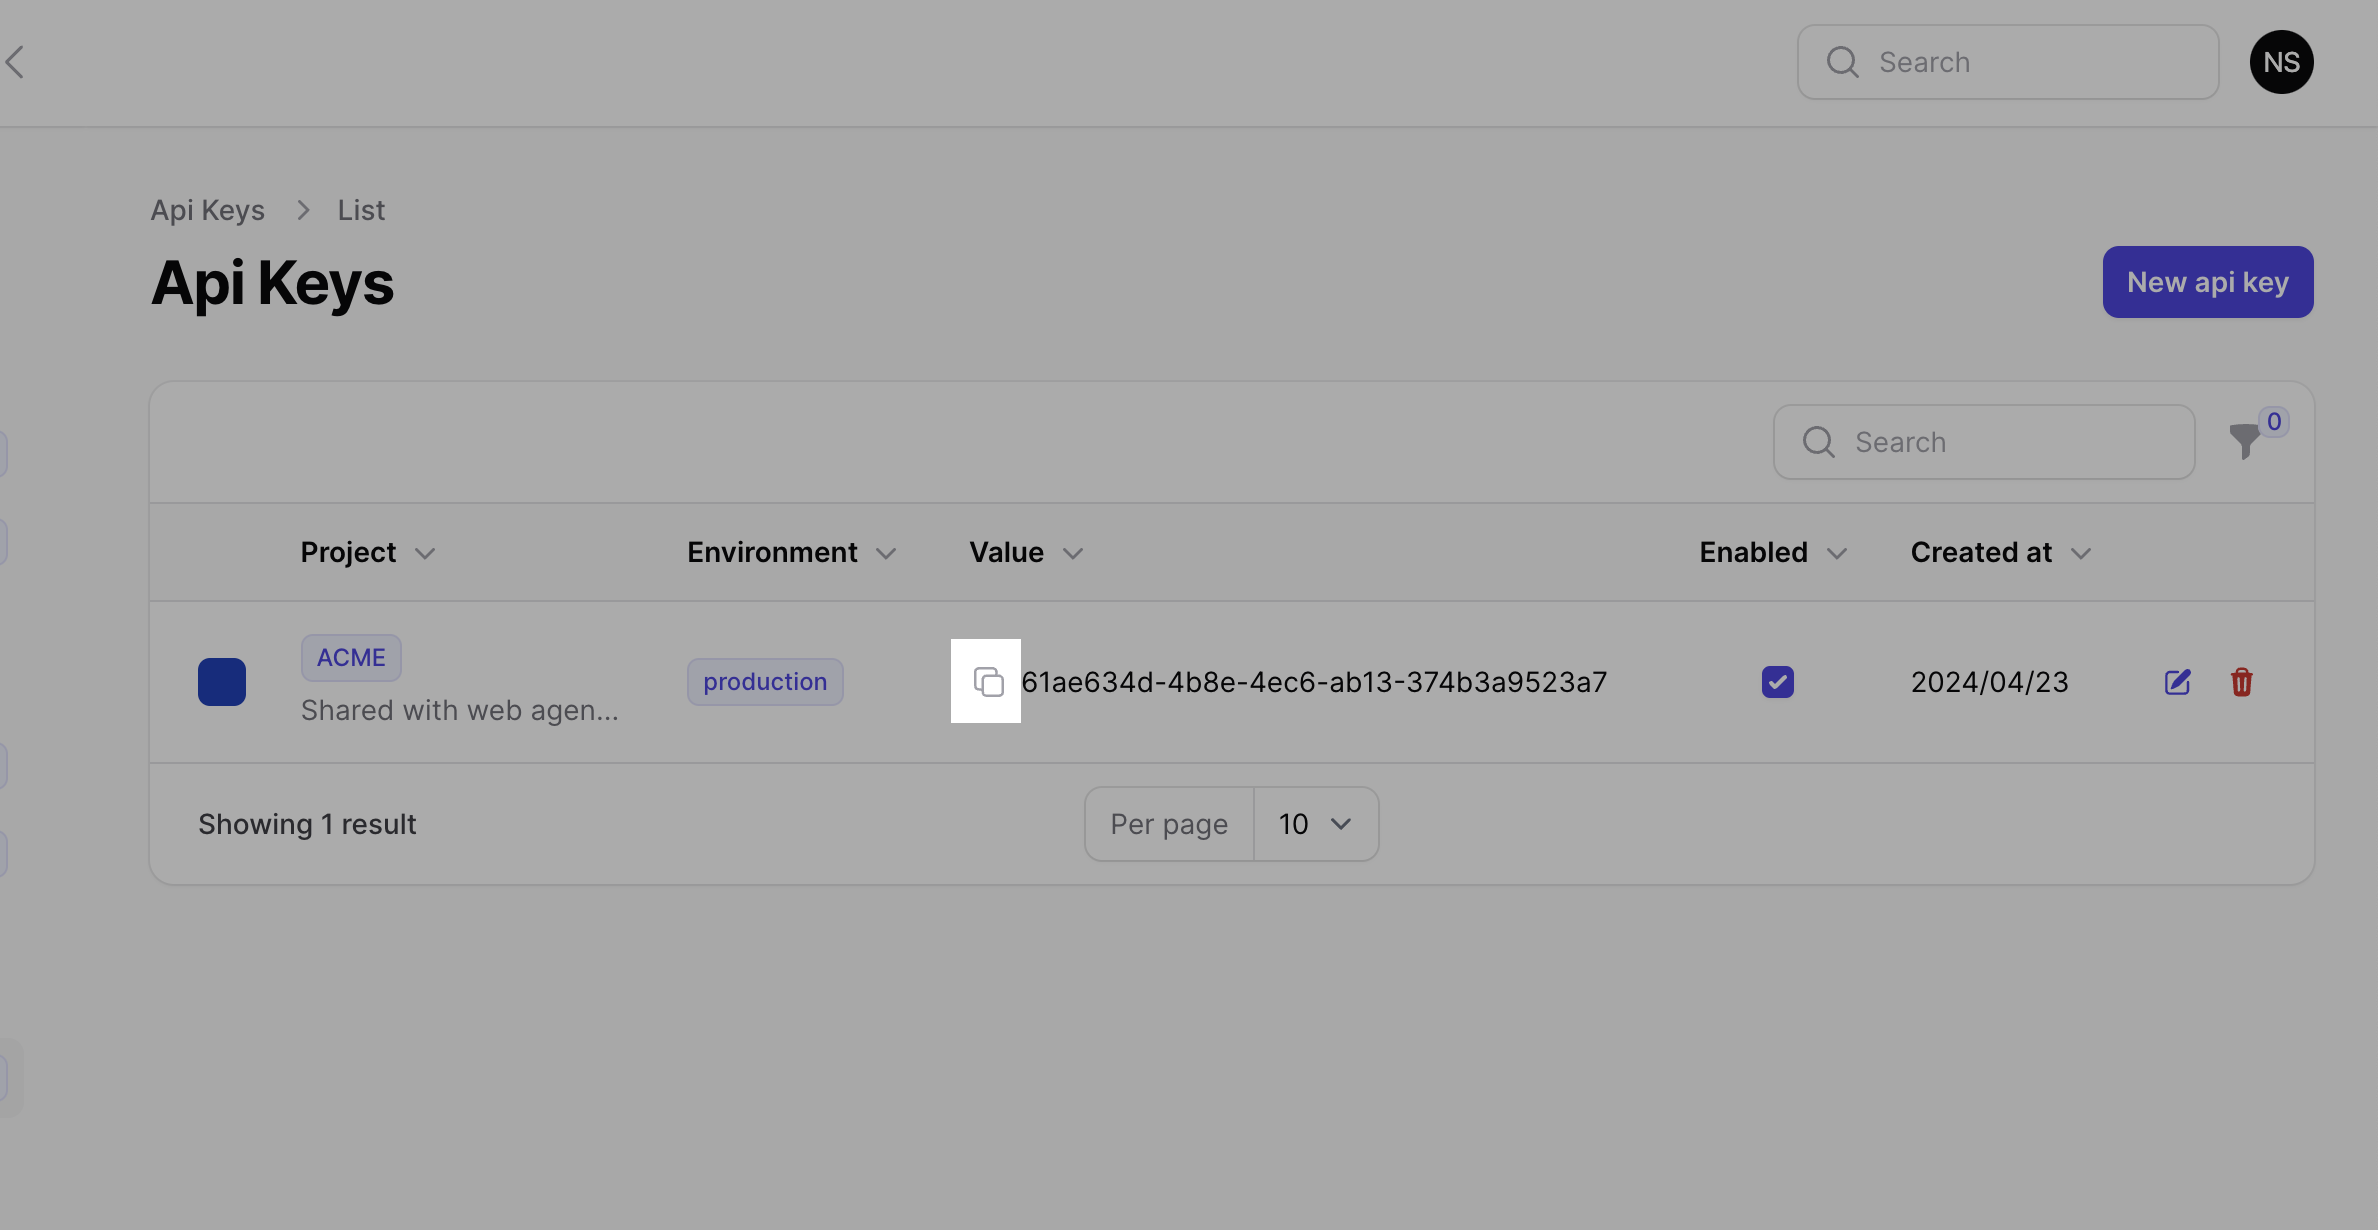 Search
NS
Api Keys > List
Api Keys
New api key
Search
0
Project Environment Value Enabled Created at
ACME
Shared with web agen...
production
61ae634d-4b8e-4ec6-ab13-374b3a9523a7
2024/04/23
Showing 1 result
Per page 10